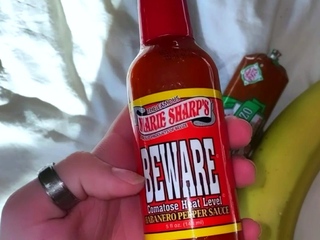 MARIE SHARP'S
BEWARE
Comatose Heat Level
HABANERO PEPPER SAUCE